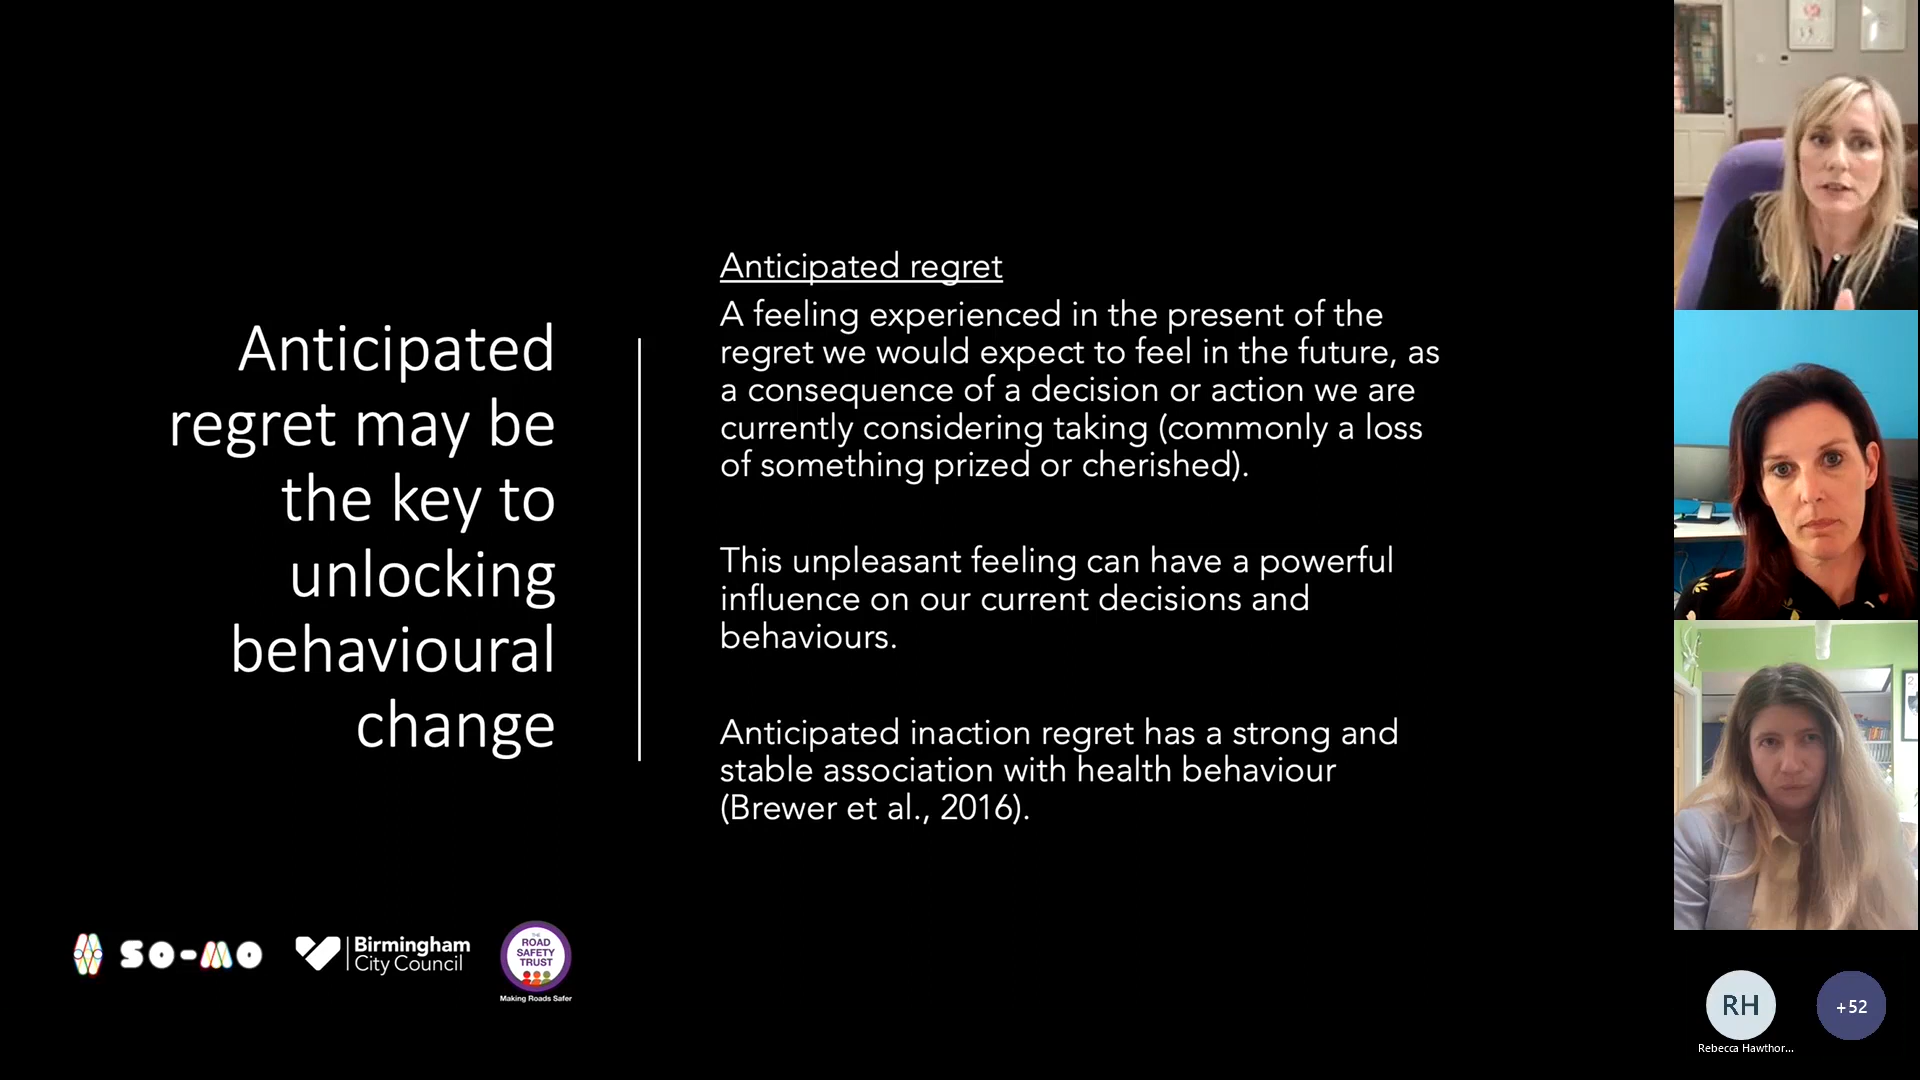 Anticipated
regret may be
the key to
unlocking
behavioural
change
Anticipated regret
A feeling experienced in the present of the
regret we would expect to feel in the future, as
a consequence of a decision or action we are
currently considering taking (commonly a loss
of something prized or cherished).
This unpleasant feeling can have a powerful
influence on our current decisions and
behaviours.
Anticipated inaction regret has a strong and
stable association with health behaviour
(Brewer et al., 2016).
SO-MO
Birmingham
City Council
THE
ROAD
SAFETY
TRUST
Making Roads Safer
RH
+52
Rebecca Hawthor...
2